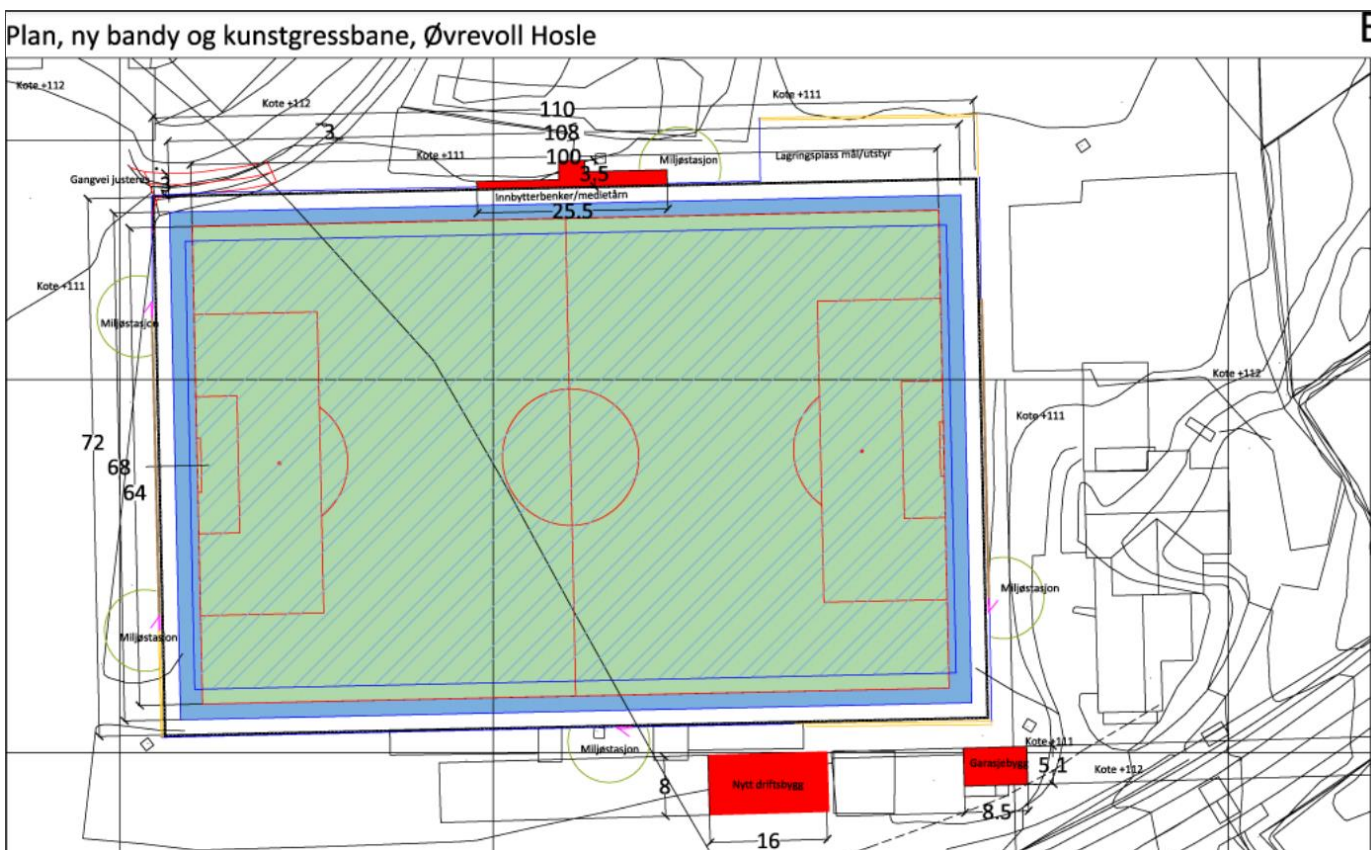 Plan, ny bandy og kunstgressbane, Øvrevoll Hosle
Kote +112
Kote +112
110
Kote +111
3
108
Kote +111
100
Miljøstasjon
Lagringsplass mål/utstyr
Gangvei justeres
3
3,5
Innbytterbenker/medietårn
25.5
Kote +111
Miljøstasjon
Kote +112
Kote +111
72
68
64
Miljøstasjon
Miljøstasjon
Miljøstasjon
Kote +111
Nytt driftsbygg
Garasjebygg
5,1
Kote +112
8
8.5
16